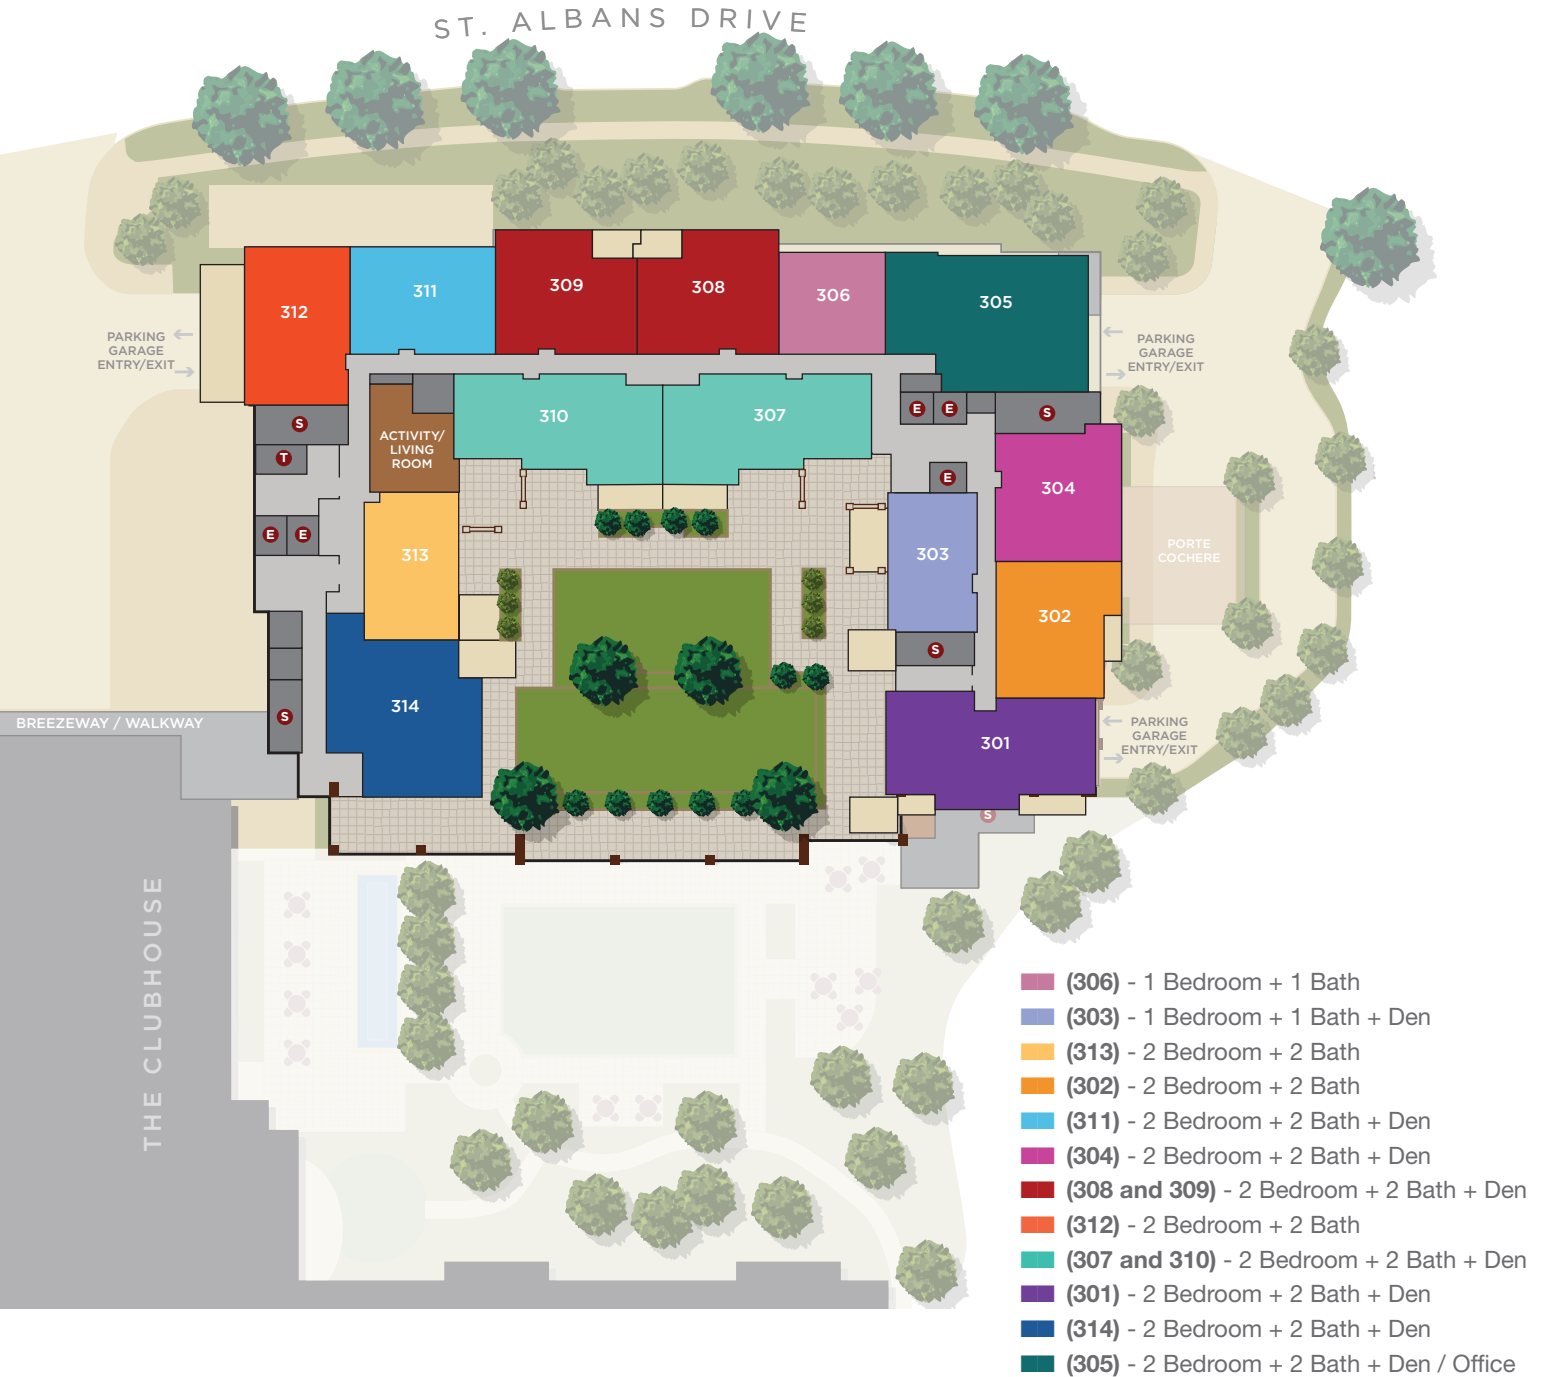 ST. ALBANS DRIVE
312
311
309
308
306
305
PARKING
GARAGE
ENTRY/EXIT
PARKING
GARAGE
ENTRY/EXIT
310
307
ACTIVITY/
LIVING
ROOM
S
T
E
E
E
E
S
E
304
313
303
PORTE
COCHERE
302
S
314
S
301
BREEZEWAY / WALKWAY
PARKING
GARAGE
ENTRY/EXIT
S
THE CLUBHOUSE
(306) - 1 Bedroom + 1 Bath
(303) - 1 Bedroom + 1 Bath + Den
(313) - 2 Bedroom + 2 Bath
(302) - 2 Bedroom + 2 Bath
(311) - 2 Bedroom + 2 Bath + Den
(304) - 2 Bedroom + 2 Bath + Den
(308 and 309) - 2 Bedroom + 2 Bath + Den
(312) - 2 Bedroom + 2 Bath
(307 and 310) - 2 Bedroom + 2 Bath + Den
(301) - 2 Bedroom + 2 Bath + Den
(314) - 2 Bedroom + 2 Bath + Den
(305) - 2 Bedroom + 2 Bath + Den / Office